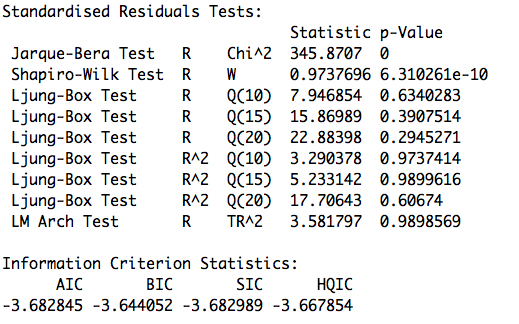 Standardised Residuals Tests:
Statistic p-Value
Jarque-Bera Test R Chi^2 345.8707 0
Shapiro-Wilk Test R W 0.9737696 6.310261e-10
Ljung-Box Test R Q(10) 7.946854 0.6340283
Ljung-Box Test R Q(15) 15.86989 0.3907514
Ljung-Box Test R Q(20) 22.88398 0.2945271
Ljung-Box Test R^2 Q(10) 3.290378 0.9737414
Ljung-Box Test R^2 Q(15) 5.233142 0.9899616
Ljung-Box Test R^2 Q(20) 17.70643 0.60674
LM Arch Test R TR^2 3.581797 0.9898569
Information Criterion Statistics:
AIC BIC SIC HQIC
-3.682845 -3.644052 -3.682989 -3.667854